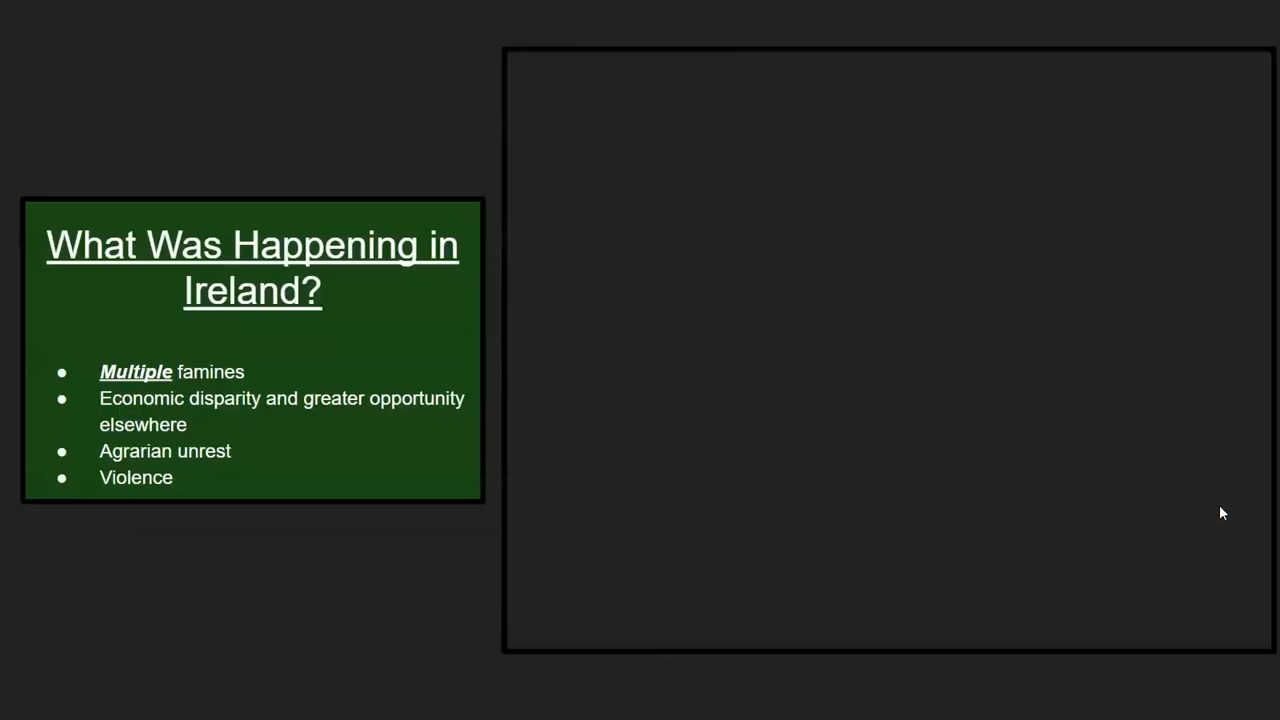 What Was Happening in
Ireland?
● Multiple famines
● Economic disparity and greater opportunity
elsewhere
● Agrarian unrest
● Violence